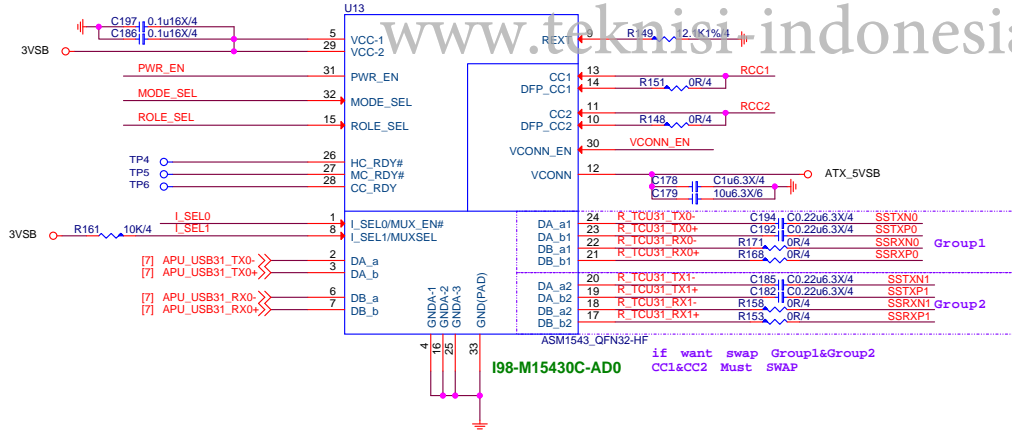 U13
www.teknisi-indonesia
C197 0.1u16X/4
C186 0.1u16X/4
3VSB
5 VCC-1
29 VCC-2
REXT 9 R149 12.1K1%/4
PWR_EN 31 PWR_EN
MODE_SEL 32 MODE_SEL
ROLE_SEL 15 ROLE_SEL
CC1 13 RCC1
DFP_CC1 14 R151 0R/4
CC2 11 RCC2
DFP_CC2 10 R148 0R/4
VCONN_EN 30 VCONN_EN
VCONN 12 ATX_5VSB
C178 C1u6.3X/4
C179 10u6.3X/6
TP4 26 HC_RDY#
TP5 27 MC_RDY#
TP6 28 CC_RDY
I_SEL0 1 I_SEL0/MUX_EN#
3VSB R161 10K/4 I_SEL1 8 I_SEL1/MUXSEL
[7] APU_USB31_TX0- 2 DA_a
[7] APU_USB31_TX0+ 3 DA_b
[7] APU_USB31_RX0- 6 DB_a
[7] APU_USB31_RX0+ 7 DB_b
DA_a1 24 R_TCU31_TX0- C194 C0.22u6.3X/4 SSTXN0
DA_b1 23 R_TCU31_TX0+ C192 C0.22u6.3X/4 SSTXP0
DB_a1 22 R_TCU31_RX0- R171 0R/4 SSRXN0
DB_b1 21 R_TCU31_RX0+ R168 0R/4 SSRXP0
Group1
DA_a2 20 R_TCU31_TX1- C185 C0.22u6.3X/4 SSTXN1
DA_b2 19 R_TCU31_TX1+ C182 C0.22u6.3X/4 SSTXP1
DB_a2 18 R_TCU31_RX1- R158 0R/4 SSRXN1
DB_b2 17 R_TCU31_RX1+ R153 0R/4 SSRXP1
Group2
GNDA-1 4
GNDA-2 16
GNDA-3 25
GND(PAD) 33
ASM1543_QFN32-HF
I98-M15430C-AD0
if want swap Group1&Group2
CC1&CC2 Must SWAP